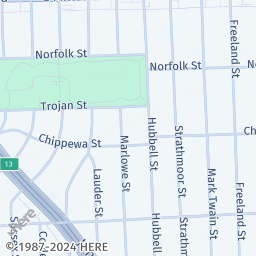 Norfolk St
Norfolk St
Freeland St
Trojan St
Chippewa St
Ch
13
Marlowe St
Hubbell St
Strathmoor St
Lauder St
Mark Twain St
Freeland St
Hubbell
Strathm
here
©1987-2024 HERE